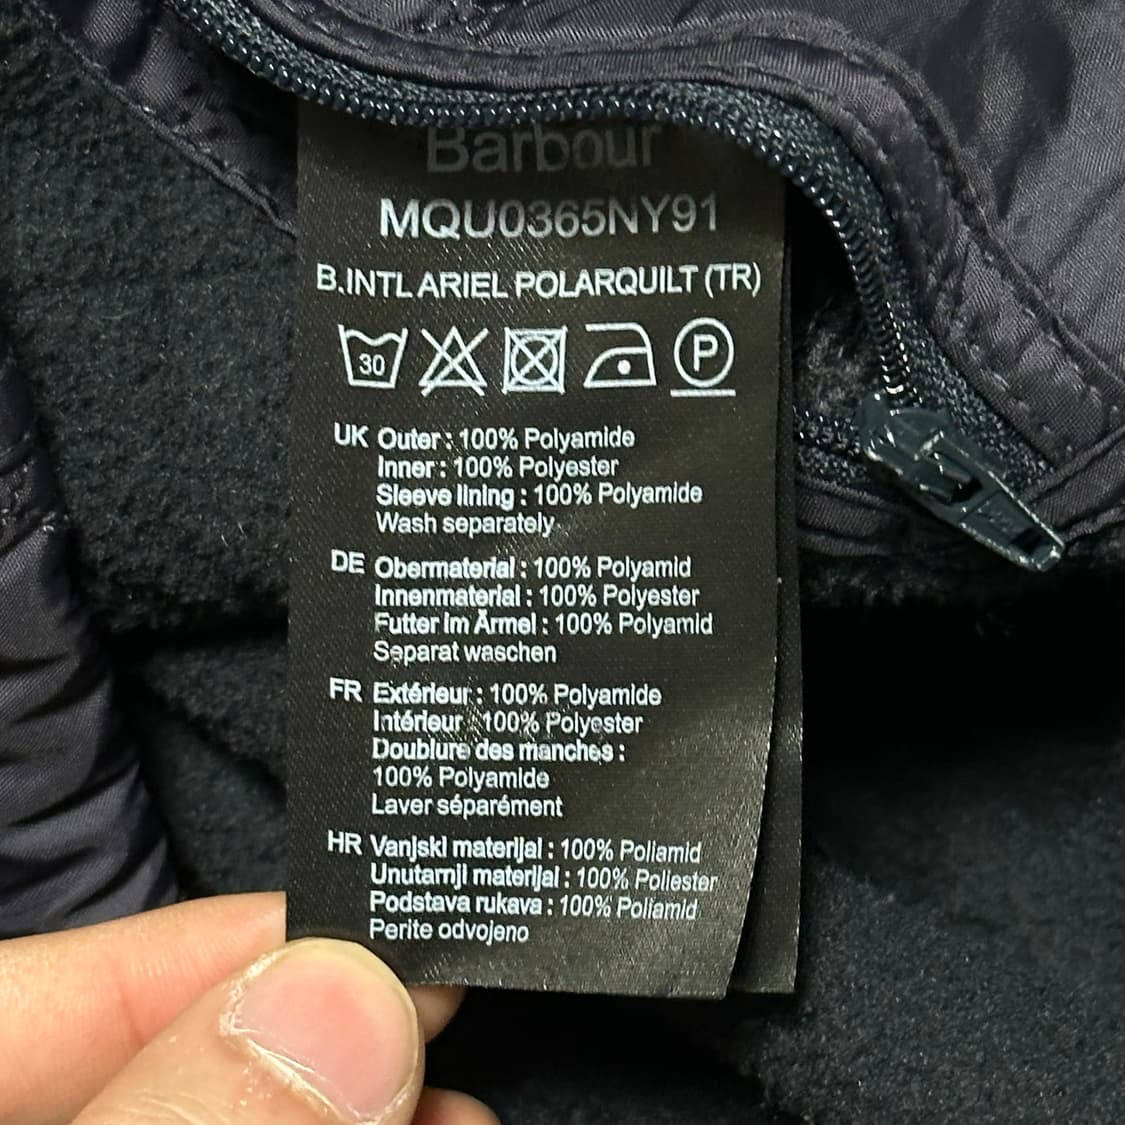 Barbour
MQU0365NY91
B.INTL ARIEL POLARQUILT (TR)
30 P
UK Outer : 100% Polyamide
Inner : 100% Polyester
Sleeve lining : 100% Polyamide
Wash separately
DE Obermaterial : 100% Polyamid
Innenmaterial : 100% Polyester
Futter im Ärmel : 100% Polyamid
Separat waschen
FR Extérieur : 100% Polyamide
Intérieur : 100% Polyester
Doublure des manches :
100% Polyamide
Laver séparément
HR Vanjski materijal : 100% Poliamid
Unutarnji materijal : 100% Poliester
Podstava rukava : 100% Poliamid
Perite odvojeno